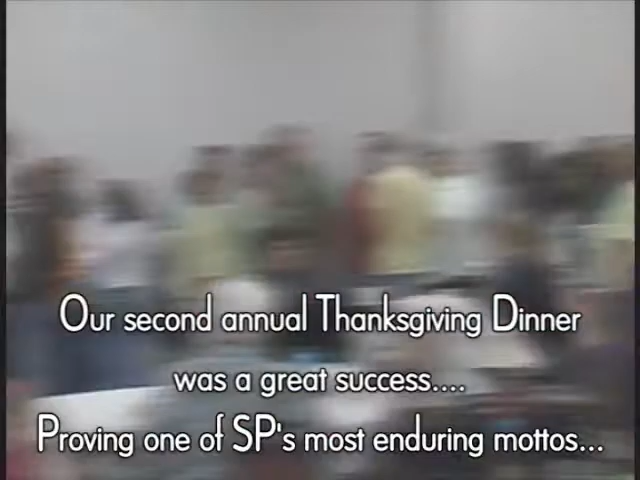 Our second annual Thanksgiving Dinner
was a great success....
Proving one of SP's most enduring mottos...